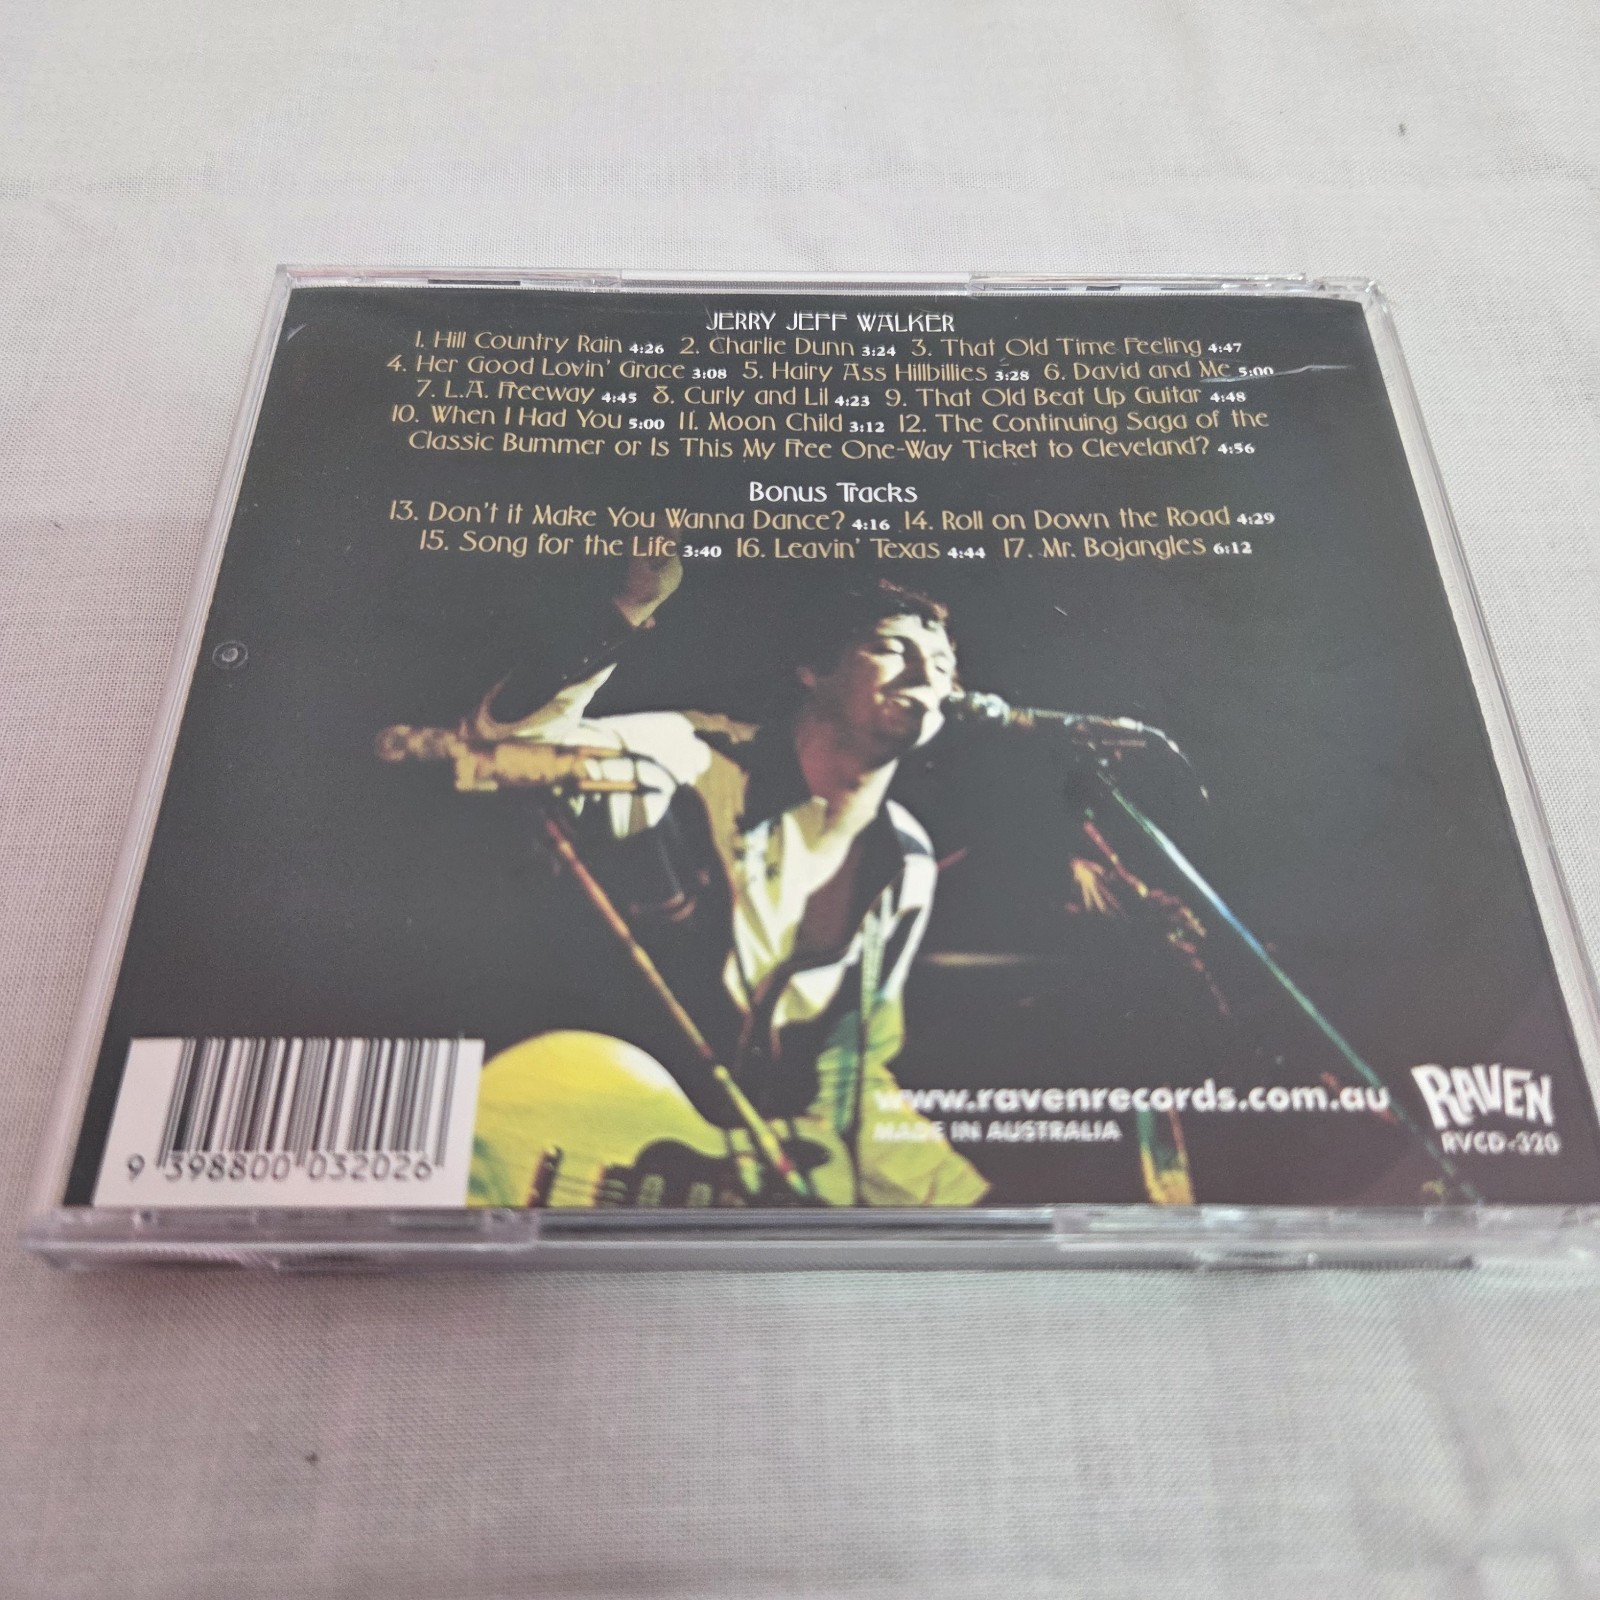 JERRY JEFF WALKER
1. Hill Country Rain 4:26 2. Charlie Dunn 3:24 3. That Old Time Feeling 4:47
4. Her Good Lovin' Grace 3:08 5. Hairy Ass Hillbillies 3:28 6. David and Me 5:00
7. L.A. Freeway 4:45 8. Curly and Lil 4:23 9. That Old Beat Up Guitar 4:48
10. When I Had You 5:00 11. Moon Child 3:12 12. The Continuing Saga of the
Classic Bummer or Is This My Free One-Way Ticket to Cleveland? 4:56
Bonus Tracks
13. Don't it Make You Wanna Dance? 4:16 14. Roll on Down the Road 4:29
15. Song for the Life 3:40 16. Leavin' Texas 4:44 17. Mr. Bojangles 6:12
www.ravenrecords.com.au
MADE IN AUSTRALIA
RAVEN
RVCD-320
9 398800 032026